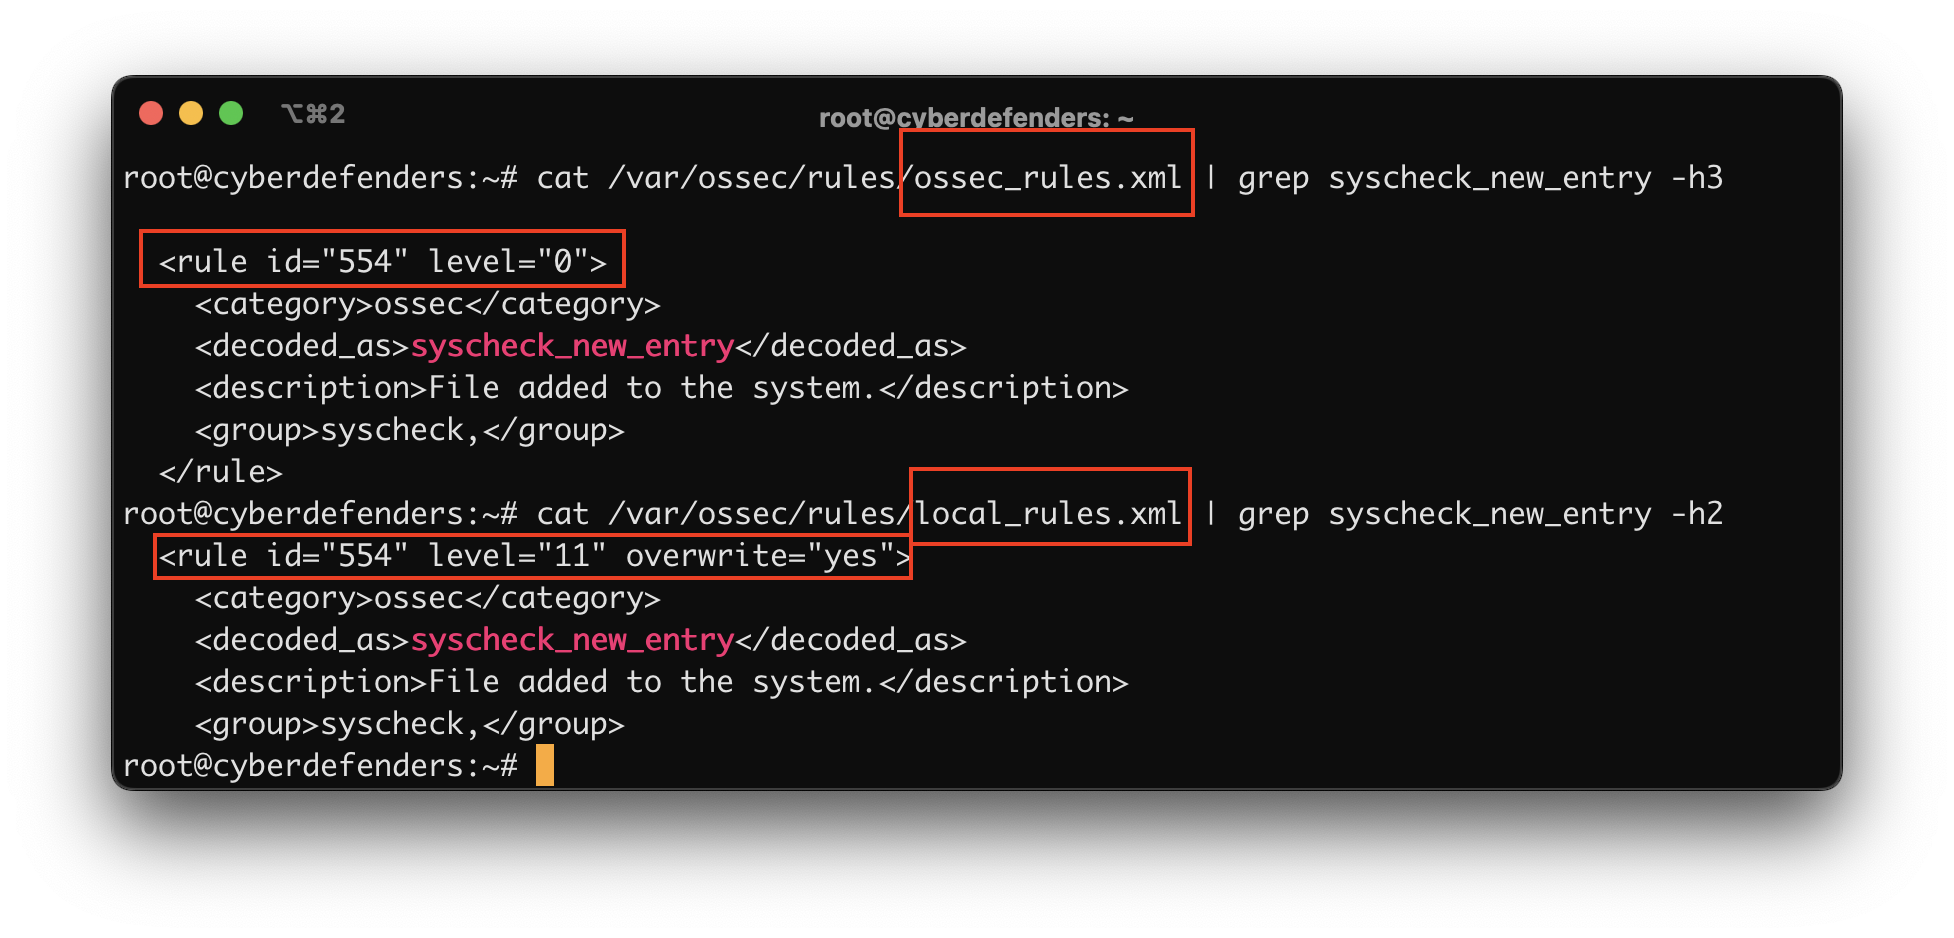 ⌥⌘2
root@cyberdefenders: ~
root@cyberdefenders:~# cat /var/ossec/rules/ossec_rules.xml | grep syscheck_new_entry -h3
<rule id="554" level="0">
<category>ossec</category>
<decoded_as>syscheck_new_entry</decoded_as>
<description>File added to the system.</description>
<group>syscheck,</group>
</rule>
root@cyberdefenders:~# cat /var/ossec/rules/local_rules.xml | grep syscheck_new_entry -h2
<rule id="554" level="11" overwrite="yes">
<category>ossec</category>
<decoded_as>syscheck_new_entry</decoded_as>
<description>File added to the system.</description>
<group>syscheck,</group>
root@cyberdefenders:~#